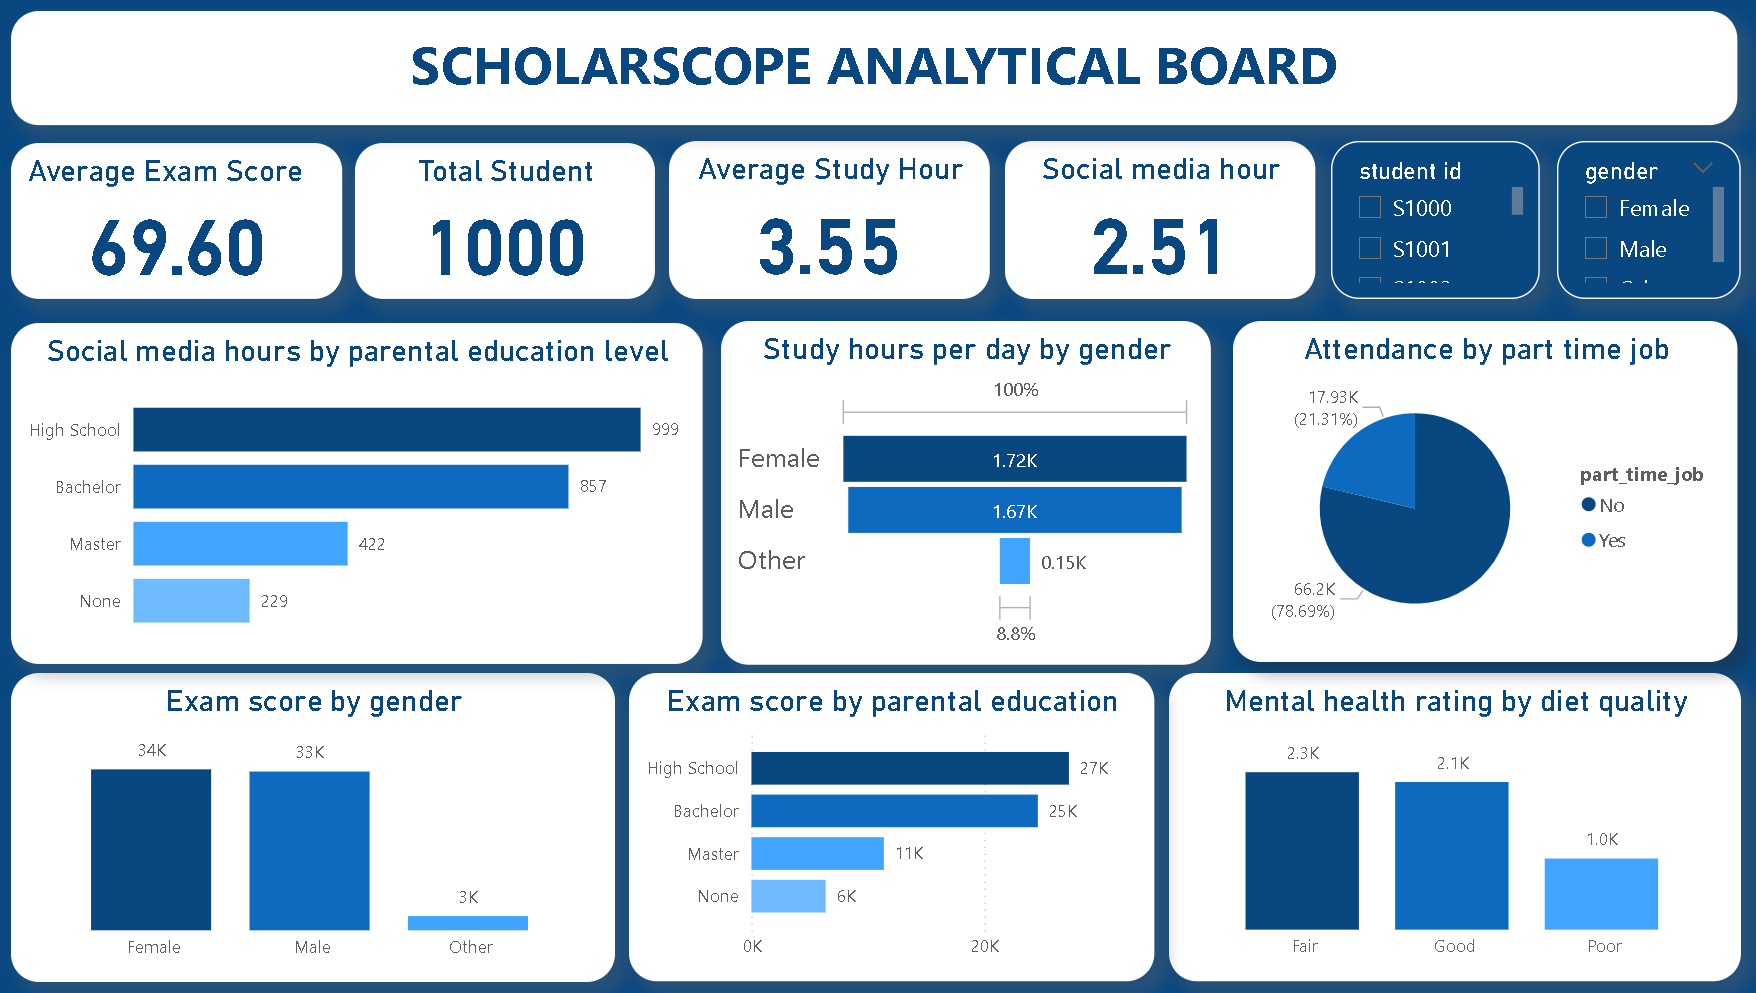 SCHOLARSCOPE ANALYTICAL BOARD
Average Exam Score
69.60
Total Student
1000
Average Study Hour
3.55
Social media hour
2.51
student id
S1000
S1001
gender
Female
Male
Social media hours by parental education level
High School
999
Bachelor
857
Master
422
None
229
Study hours per day by gender
100%
Female
1.72K
Male
1.67K
Other
0.15K
8.8%
Attendance by part time job
17.93K
(21.31%)
66.2K
(78.69%)
part_time_job
No
Yes
Exam score by gender
34K
33K
3K
Female
Male
Other
Exam score by parental education
High School
27K
Bachelor
25K
Master
11K
None
6K
0K
20K
Mental health rating by diet quality
2.3K
2.1K
1.0K
Fair
Good
Poor